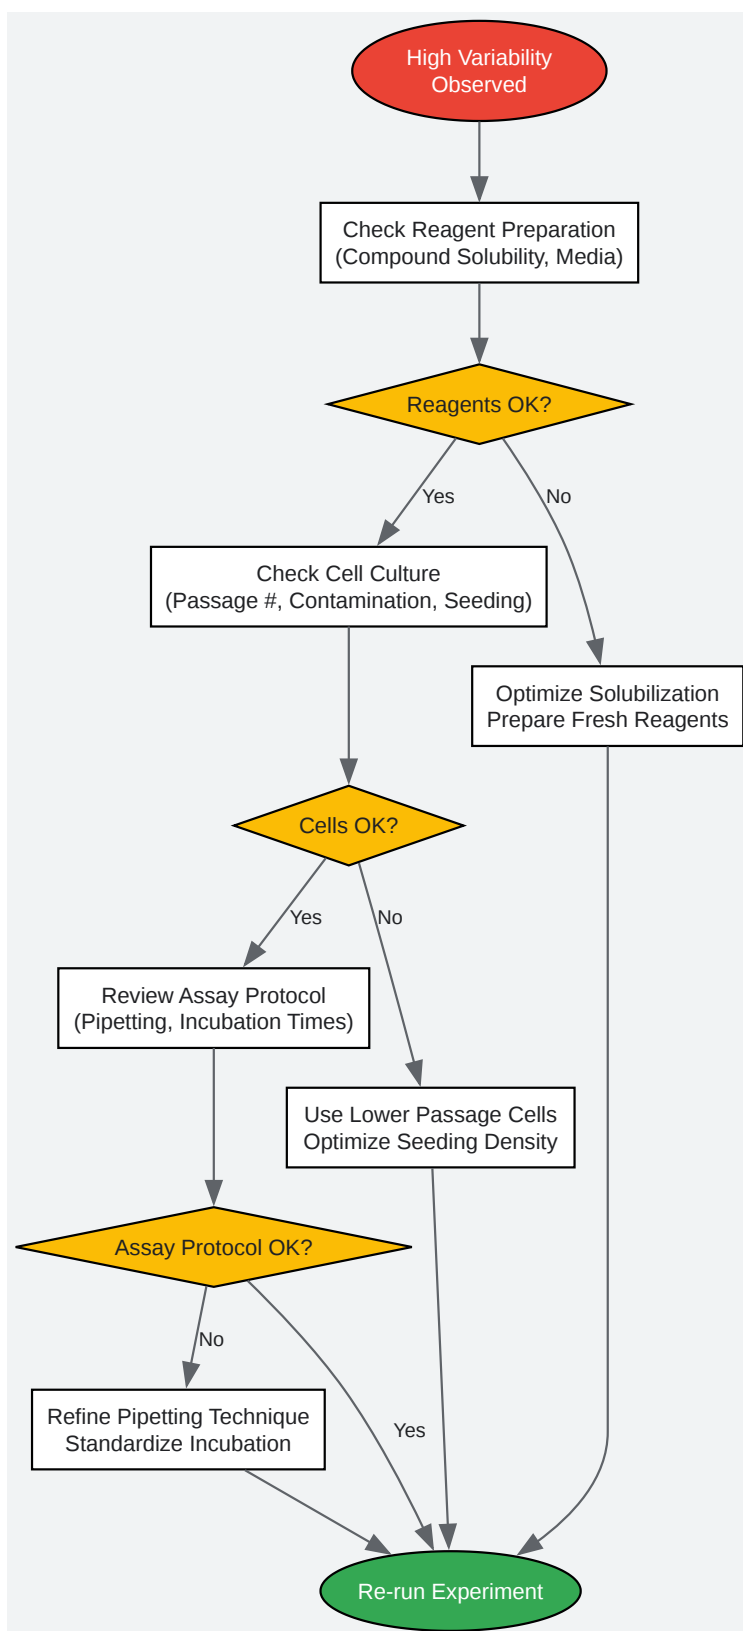 High Variability
Observed
Check Reagent Preparation
(Compound Solubility, Media)
Reagents OK?
Yes
No
Check Cell Culture
(Passage #, Contamination, Seeding)
Optimize Solubilization
Prepare Fresh Reagents
Cells OK?
Yes
No
Review Assay Protocol
(Pipetting, Incubation Times)
Use Lower Passage Cells
Optimize Seeding Density
Assay Protocol OK?
No
Refine Pipetting Technique
Standardize Incubation
Yes
Re-run Experiment